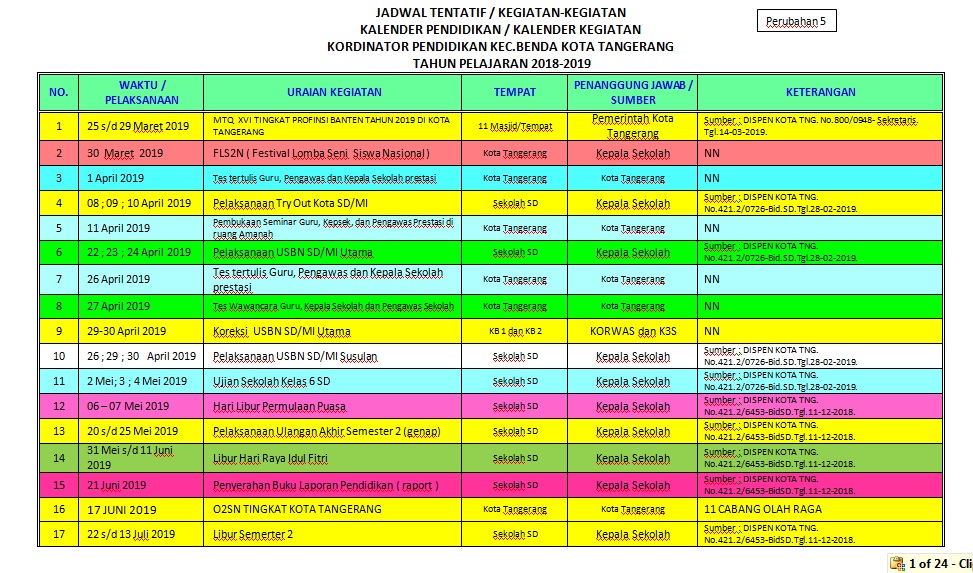 JADWAL TENTATIF / KEGIATAN-KEGIATAN
Perubahan 5
KALENDER PENDIDIKAN / KALENDER KEGIATAN
KORDINATOR PENDIDIKAN KEC.BENDA KOTA TANGERANG
TAHUN PELAJARAN 2018-2019
NO. WAKTU / PELAKSANAAN URAIAN KEGIATAN TEMPAT PENANGGUNG JAWAB / SUMBER KETERANGAN
1 25 s/d 29 Maret 2019 MTQ XVI TINGKAT PROFINSI BANTEN TAHUN 2019 DI KOTA TANGERANG 11 Masjid/Tempat Pemerintah Kota Tangerang Sumber : DISPEN KOTA TNG. No.800/0948- Sekretaris. Tgl.14-03-2019.
2 30 Maret 2019 FLS2N ( Festival Lomba Seni Siswa Nasional ) Kota Tangerang Kepala Sekolah NN
3 1 April 2019 Tes tertulis Guru, Pengawas dan Kepala Sekolah prestasi Kota Tangerang Kota Tangerang NN
4 08 ; 09 ; 10 April 2019 Pelaksanaan Try Out Kota SD/MI Sekolah SD Kepala Sekolah Sumber : DISPEN KOTA TNG. No.421.2/0726-Bid.SD.Tgl.28-02-2019.
5 11 April 2019 Pembukaan Seminar Guru, Kepsek, dan Pengawas Prestasi di ruang Amanah Kota Tangerang Kota Tangerang NN
6 22 ; 23 ; 24 April 2019 Pelaksanaan USBN SD/MI Utama Sekolah SD Kepala Sekolah Sumber : DISPEN KOTA TNG. No.421.2/0726-Bid.SD.Tgl.28-02-2019.
7 26 April 2019 Tes tertulis Guru, Pengawas dan Kepala Sekolah prestasi Kota Tangerang Kota Tangerang NN
8 27 April 2019 Tes Wawancara Guru, Kepala Sekolah dan Pengawas Sekolah Kota Tangerang Kota Tangerang NN
9 29-30 April 2019 Koreksi USBN SD/MI Utama KB 1 dan KB 2 KORWAS dan K3S NN
10 26 ; 29 ; 30 April 2019 Pelaksanaan USBN SD/MI Susulan Sekolah SD Kepala Sekolah Sumber : DISPEN KOTA TNG. No.421.2/0726-Bid.SD.Tgl.28-02-2019.
11 2 Mei; 3 ; 4 Mei 2019 Ujian Sekolah Kelas 6 SD Sekolah SD Kepala Sekolah Sumber : DISPEN KOTA TNG. No.421.2/0726-Bid.SD.Tgl.28-02-2019.
12 06 – 07 Mei 2019 Hari Libur Permulaan Puasa Sekolah SD Kepala Sekolah Sumber : DISPEN KOTA TNG. No.421.2/6453-BidSD.Tgl.11-12-2018.
13 20 s/d 25 Mei 2019 Pelaksanaan Ulangan Akhir Semester 2 (genap) Sekolah SD Kepala Sekolah Sumber : DISPEN KOTA TNG. No.421.2/6453-BidSD.Tgl.11-12-2018.
14 31 Mei s/d 11 Juni 2019 Libur Hari Raya Idul Fitri Sekolah SD Kepala Sekolah Sumber : DISPEN KOTA TNG. No.421.2/6453-BidSD.Tgl.11-12-2018.
15 21 Juni 2019 Penyerahan Buku Laporan Pendidikan ( raport ) Sekolah SD Kepala Sekolah Sumber : DISPEN KOTA TNG. No.421.2/6453-BidSD.Tgl.11-12-2018.
16 17 JUNI 2019 O2SN TINGKAT KOTA TANGERANG Kota Tangerang Kota Tangerang 11 CABANG OLAH RAGA
17 22 s/d 13 Juli 2019 Libur Semerter 2 Sekolah SD Kepala Sekolah Sumber : DISPEN KOTA TNG. No.421.2/6453-BidSD.Tgl.11-12-2018.
1 of 24 - Cli